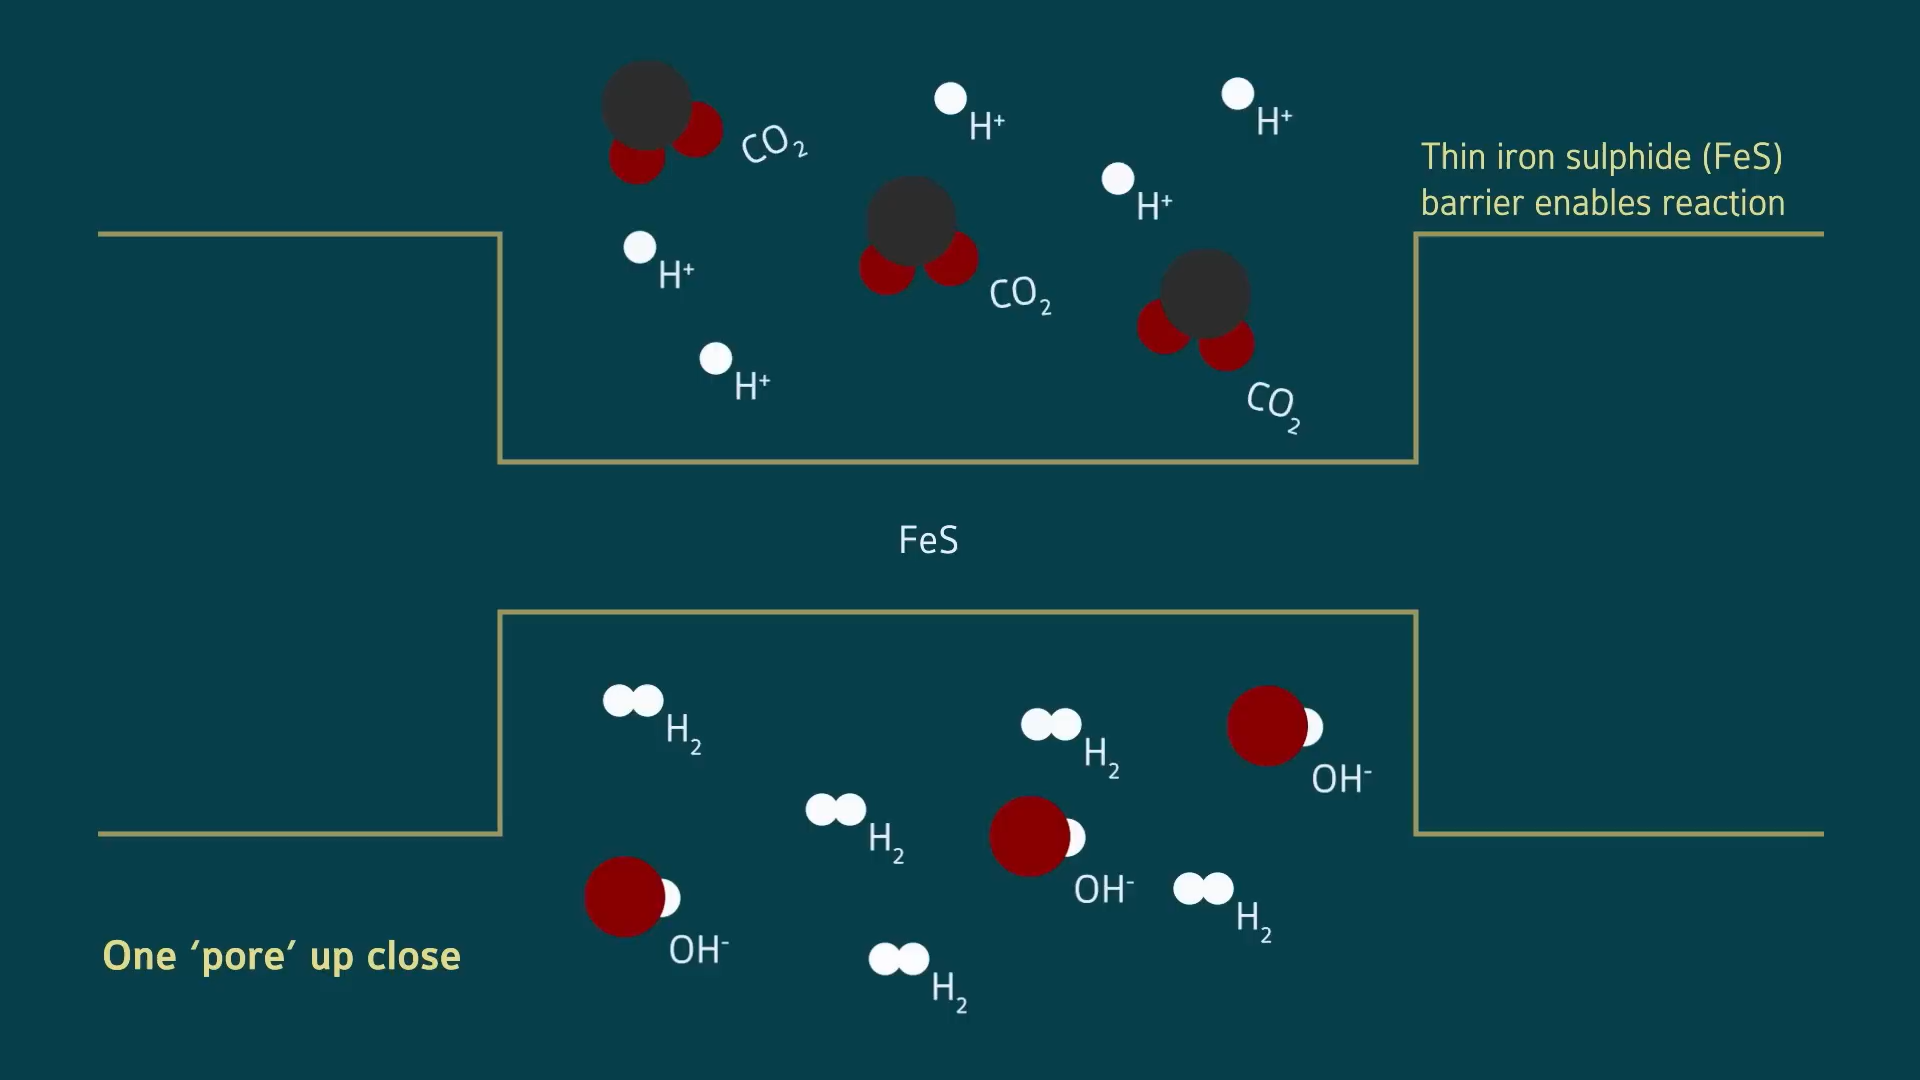 CO₂
H⁺
H⁺
H⁺
Thin iron sulphide (FeS)
barrier enables reaction
H⁺
CO₂
H⁺
CO₂
FeS
H₂
H₂
OH⁻
H₂
OH⁻
H₂
OH⁻
One ‘pore’ up close
H₂